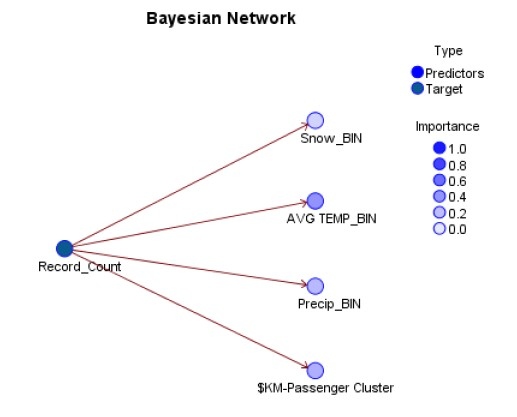 Bayesian Network
Type
Predictors
Target
Importance
1.0
0.8
0.6
0.4
0.2
0.0
Snow_BIN
AVG TEMP_BIN
Record_Count
Precip_BIN
$KM-Passenger Cluster